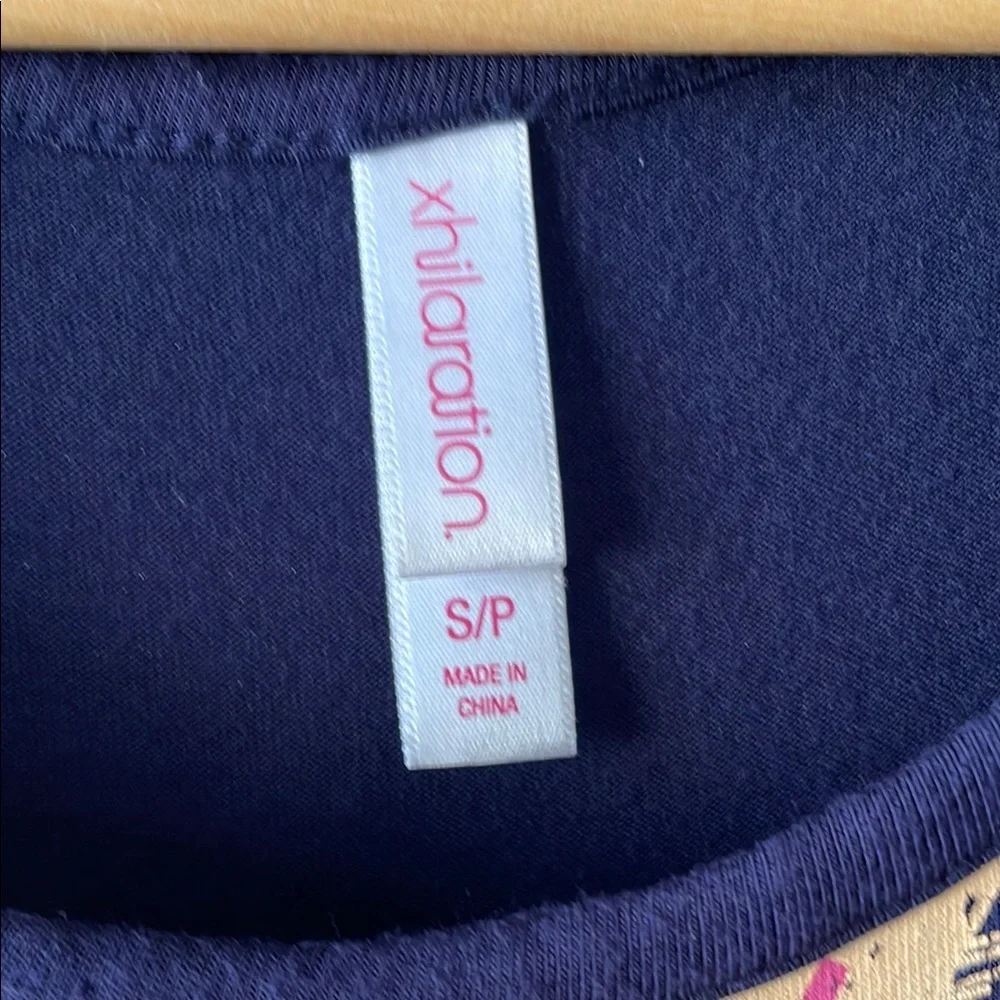 xhilaration.
S/P
MADE IN
CHINA